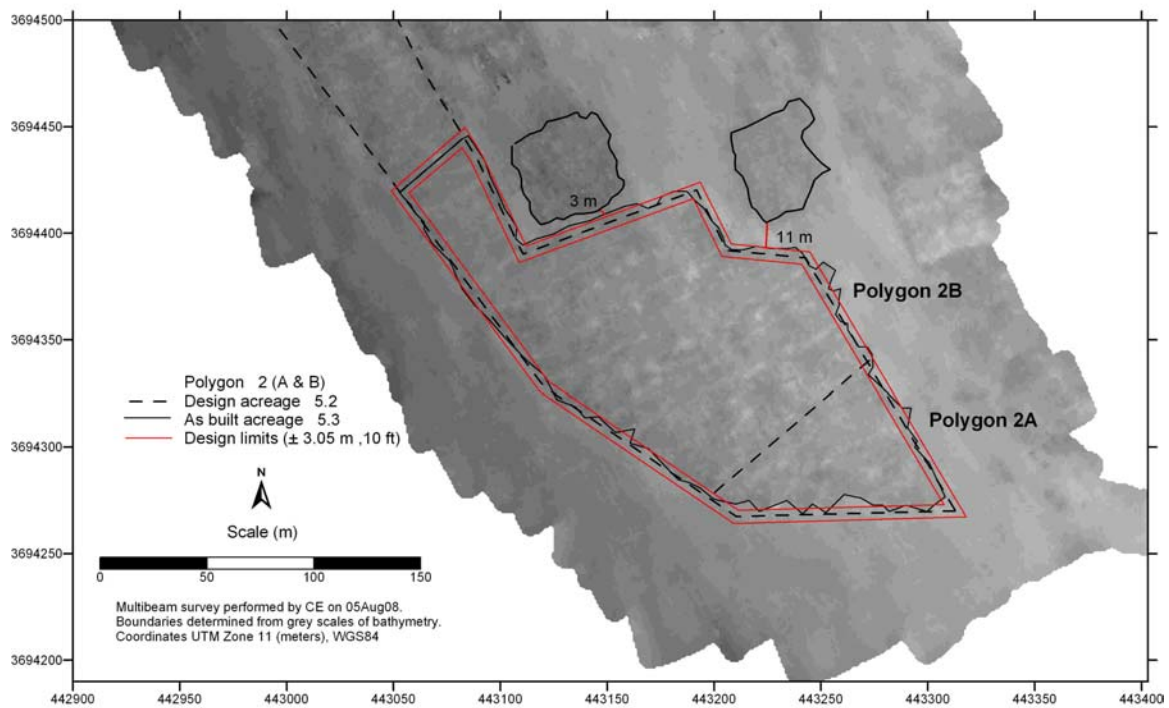 3694500
3694450
3694400
3694350
3694300
3694250
3694200
3 m
11 m
Polygon 2B
Polygon 2A
Polygon 2 (A & B)
Design acreage 5.2
As built acreage 5.3
Design limits (± 3.05 m ,10 ft)
N
Scale (m)
0 50 100 150
Multibeam survey performed by CE on 05Aug08.
Boundaries determined from grey scales of bathymetry.
Coordinates UTM Zone 11 (meters), WGS84
442900 442950 443000 443050 443100 443150 443200 443250 443300 443350 443400